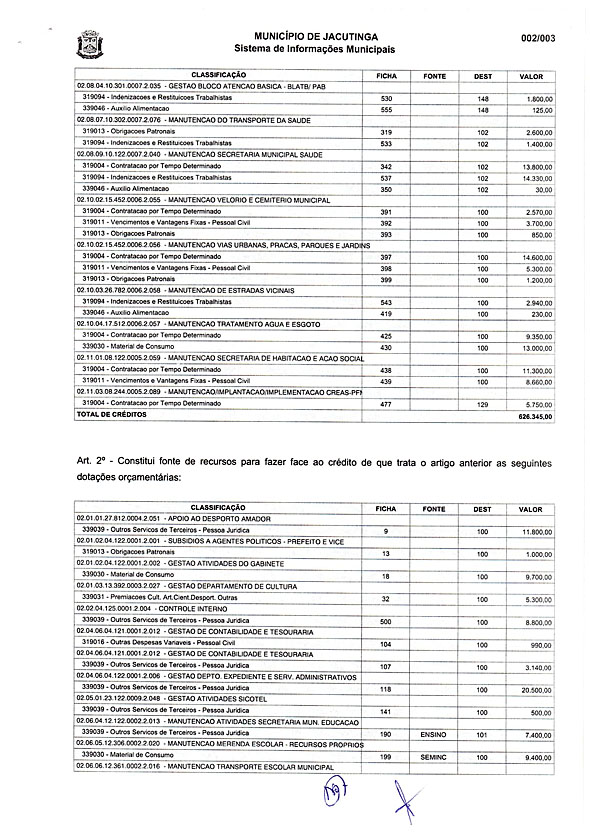 MUNICÍPIO DE JACUTINGA 002/003
Sistema de Informações Municipais
CLASSIFICAÇÃO FICHA FONTE DEST VALOR
02.08.04.10.301.0007.2.035 - GESTAO BLOCO ATENCAO BASICA - BLATB/ PAB
319094 - Indenizacoes e Restituicoes Trabalhistas 530 148 1.800,00
339046 - Auxilio Alimentacao 555 148 125,00
02.08.07.10.302.0007.2.076 - MANUTENCAO DO TRANSPORTE DA SAUDE
319013 - Obrigacoes Patronais 319 102 2.600,00
319094 - Indenizacoes e Restituicoes Trabalhistas 533 102 1.400,00
02.08.09.10.122.0007.2.040 - MANUTENCAO SECRETARIA MUNICIPAL SAUDE
319004 - Contratacao por Tempo Determinado 342 102 13.800,00
319094 - Indenizacoes e Restituicoes Trabalhistas 537 102 14.330,00
339046 - Auxilio Alimentacao 350 102 30,00
02.10.02.15.452.0006.2.055 - MANUTENCAO VELORIO E CEMITERIO MUNICIPAL
319004 - Contratacao por Tempo Determinado 391 100 2.570,00
319011 - Vencimentos e Vantagens Fixas - Pessoal Civil 392 100 3.700,00
319013 - Obrigacoes Patronais 393 100 850,00
02.10.02.15.452.0006.2.056 - MANUTENCAO VIAS URBANAS, PRACAS, PARQUES E JARDINS
319004 - Contratacao por Tempo Determinado 397 100 14.600,00
319011 - Vencimentos e Vantagens Fixas - Pessoal Civil 398 100 5.300,00
319013 - Obrigacoes Patronais 399 100 1.200,00
02.10.03.26.782.0006.2.058 - MANUTENCAO DE ESTRADAS VICINAIS
319094 - Indenizacoes e Restituicoes Trabalhistas 543 100 2.940,00
339046 - Auxilio Alimentacao 419 100 230,00
02.10.04.17.512.0006.2.057 - MANUTENCAO TRATAMENTO AGUA E ESGOTO
319004 - Contratacao por Tempo Determinado 425 100 9.350,00
339030 - Material de Consumo 430 100 13.000,00
02.11.01.08.122.0005.2.059 - MANUTENCAO SECRETARIA DE HABITACAO E ACAO SOCIAL
319004 - Contratacao por Tempo Determinado 438 100 11.300,00
319011 - Vencimentos e Vantagens Fixas - Pessoal Civil 439 100 8.660,00
02.11.03.08.244.0005.2.089 - MANUTENCAO/IMPLANTACAO/IMPLEMENTACAO CREAS-PFI
319004 - Contratacao por Tempo Determinado 477 129 5.750,00
TOTAL DE CRÉDITOS 626.345,00
Art. 2º - Constitui fonte de recursos para fazer face ao crédito de que trata o artigo anterior as seguintes
dotações orçamentárias:
CLASSIFICAÇÃO FICHA FONTE DEST VALOR
02.01.01.27.812.0004.2.051 - APOIO AO DESPORTO AMADOR
339039 - Outros Servicos de Terceiros - Pessoa Juridica 9 100 11.800,00
02.01.02.04.122.0001.2.001 - SUBSIDIOS A AGENTES POLITICOS - PREFEITO E VICE
319013 - Obrigacoes Patronais 13 100 1.000,00
02.01.02.04.122.0001.2.002 - GESTAO ATIVIDADES DO GABINETE
339030 - Material de Consumo 18 100 9.700,00
02.01.03.13.392.0003.2.027 - GESTAO DEPARTAMENTO DE CULTURA
339031 - Premiacoes Cult. Art.Cient.Desport. Outras 32 100 5.300,00
02.02.04.125.0001.2.004 - CONTROLE INTERNO
339039 - Outros Servicos de Terceiros - Pessoa Juridica 500 100 8.800,00
02.04.06.04.121.0001.2.012 - GESTAO DE CONTABILIDADE E TESOURARIA
319016 - Outras Despesas Variaveis - Pessoal Civil 104 100 990,00
02.04.06.04.121.0001.2.012 - GESTAO DE CONTABILIDADE E TESOURARIA
339039 - Outros Servicos de Terceiros - Pessoa Juridica 107 100 3.140,00
02.04.06.04.122.0001.2.006 - GESTAO DEPTO. EXPEDIENTE E SERV. ADMINISTRATIVOS
339039 - Outros Servicos de Terceiros - Pessoa Juridica 118 100 20.500,00
02.05.01.23.122.0009.2.048 - GESTAO ATIVIDADES SICOTEL
339039 - Outros Servicos de Terceiros - Pessoa Juridica 141 100 500,00
02.06.04.12.122.0002.2.013 - MANUTENCAO ATIVIDADES SECRETARIA MUN. EDUCACAO
339039 - Outros Servicos de Terceiros - Pessoa Juridica 190 ENSINO 101 7.400,00
02.06.05.12.306.0002.2.020 - MANUTENCAO MERENDA ESCOLAR - RECURSOS PROPRIOS
339030 - Material de Consumo 199 SEMINC 100 9.400,00
02.06.06.12.361.0002.2.016 - MANUTENCAO TRANSPORTE ESCOLAR MUNICIPAL